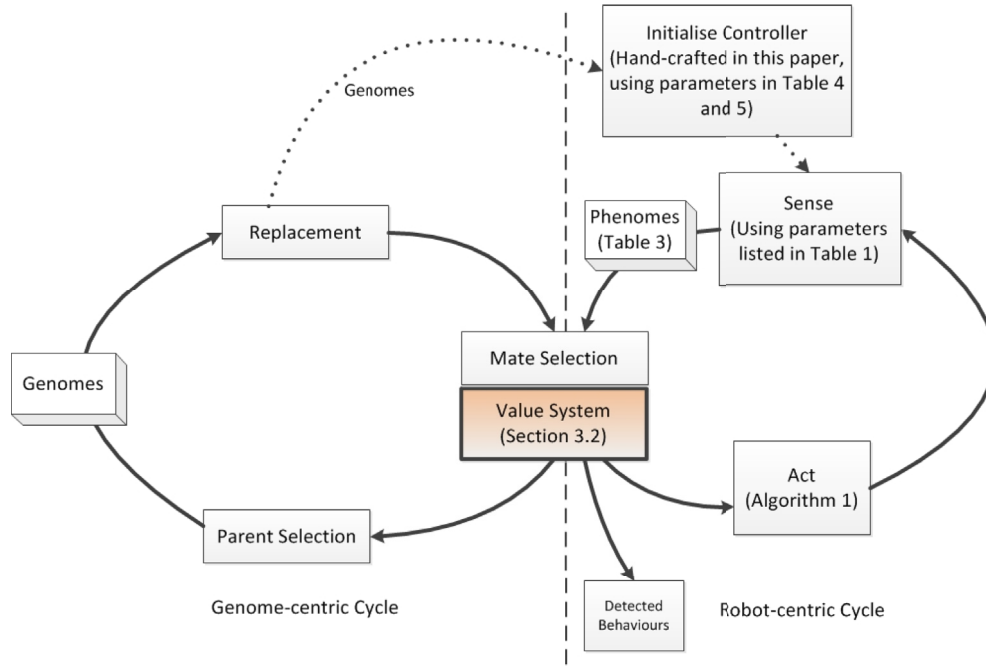 Initialise Controller
(Hand-crafted in this paper,
using parameters in Table 4
and 5)
Genomes
Replacement
Phenomes
(Table 3)
Sense
(Using parameters
listed in Table 1)
Genomes
Mate Selection
Value System
(Section 3.2)
Act
(Algorithm 1)
Parent Selection
Genome-centric Cycle
Detected
Behaviours
Robot-centric Cycle